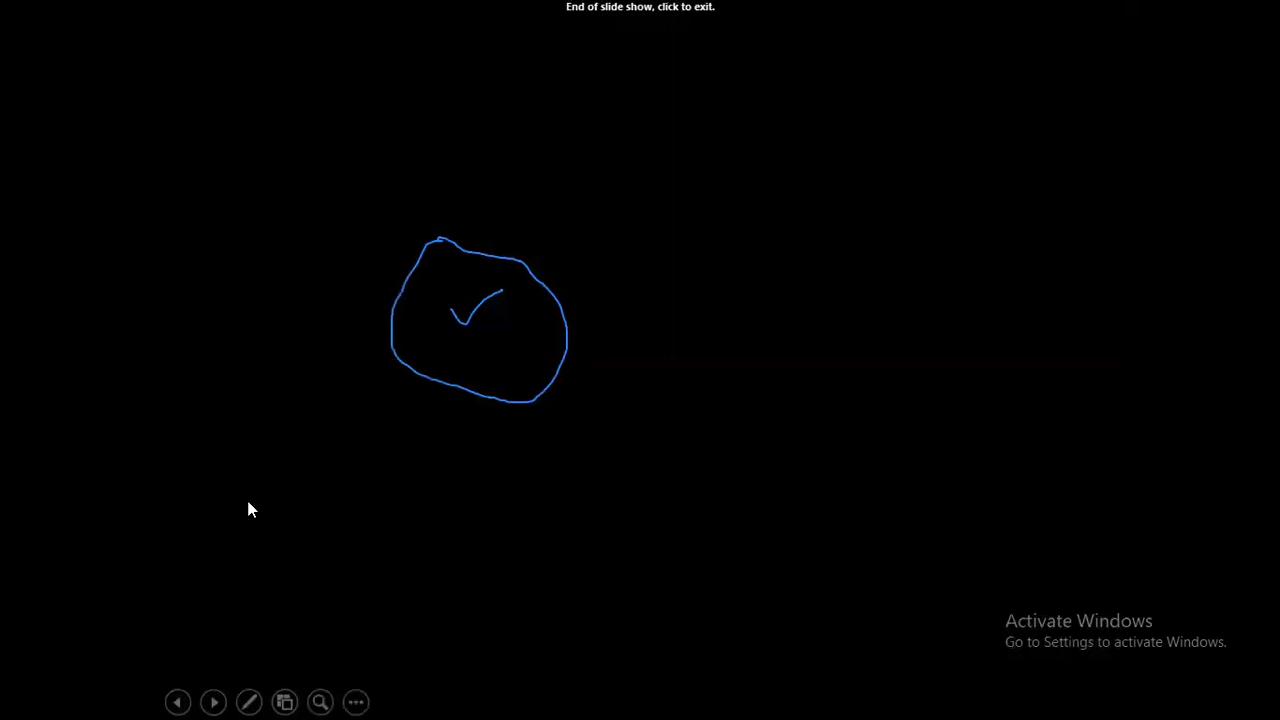 End of slide show, click to exit.
Activate Windows
Go to Settings to activate Windows.